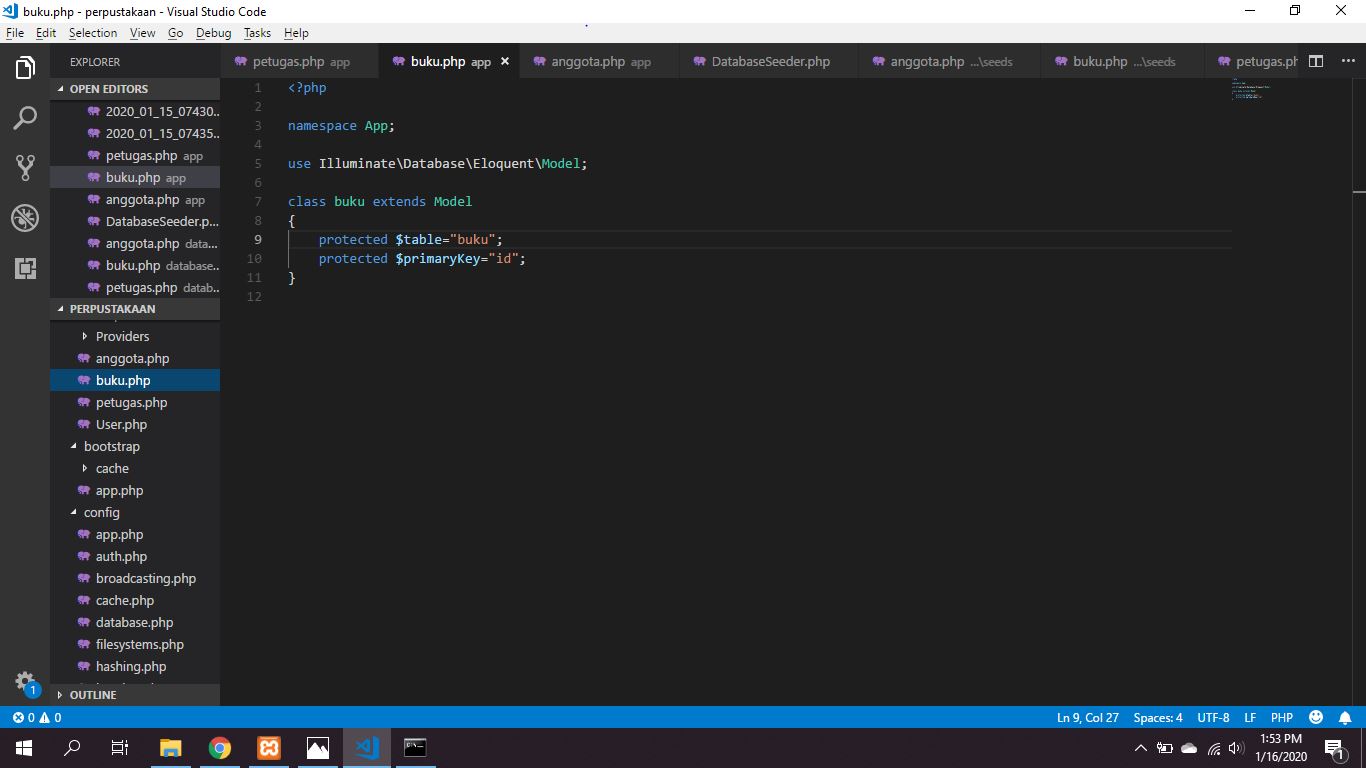 buku.php - perpustakaan - Visual Studio Code
File Edit Selection View Go Debug Tasks Help
EXPLORER
OPEN EDITORS
2020_01_15_07430...
2020_01_15_07435...
petugas.php app
buku.php app
anggota.php app
DatabaseSeeder.p...
anggota.php data...
buku.php database...
petugas.php datab...
PERPUSTAKAAN
Providers
anggota.php
buku.php
petugas.php
User.php
bootstrap
cache
app.php
config
app.php
auth.php
broadcasting.php
cache.php
database.php
filesystems.php
hashing.php
OUTLINE
petugas.php app buku.php app anggota.php app DatabaseSeeder.php anggota.php ...\seeds buku.php ...\seeds petugas.ph
1 <?php
2
3 namespace App;
4
5 use Illuminate\Database\Eloquent\Model;
6
7 class buku extends Model
8 {
9 protected $table="buku";
10 protected $primaryKey="id";
11 }
12
1
0 0 Ln 9, Col 27 Spaces: 4 UTF-8 LF PHP
1:53 PM
1/16/2020
1